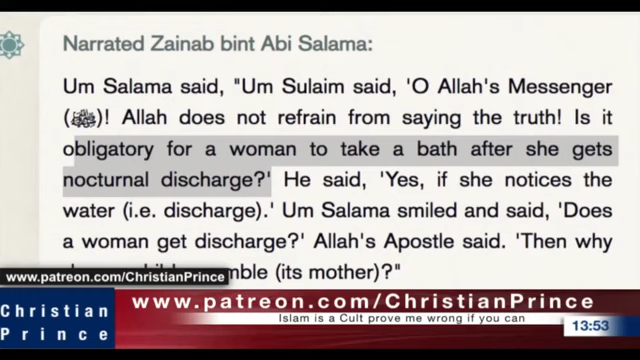 Narrated Zainab bint Abi Salama:
Um Salama said, "Um Sulaim said, 'O Allah's Messenger
(ﷺ)! Allah does not refrain from saying the truth! Is it
obligatory for a woman to take a bath after she gets
nocturnal discharge?' He said, 'Yes, if she notices the
water (i.e. discharge).' Um Salama smiled and said, 'Does
a woman get discharge?' Allah's Apostle said. 'Then why
(its mother)?"
www.patreon.com/ChristianPrince
Christian
Prince
www.patreon.com/ChristianPrince
Islam is a Cult prove me wrong if you can
13:53